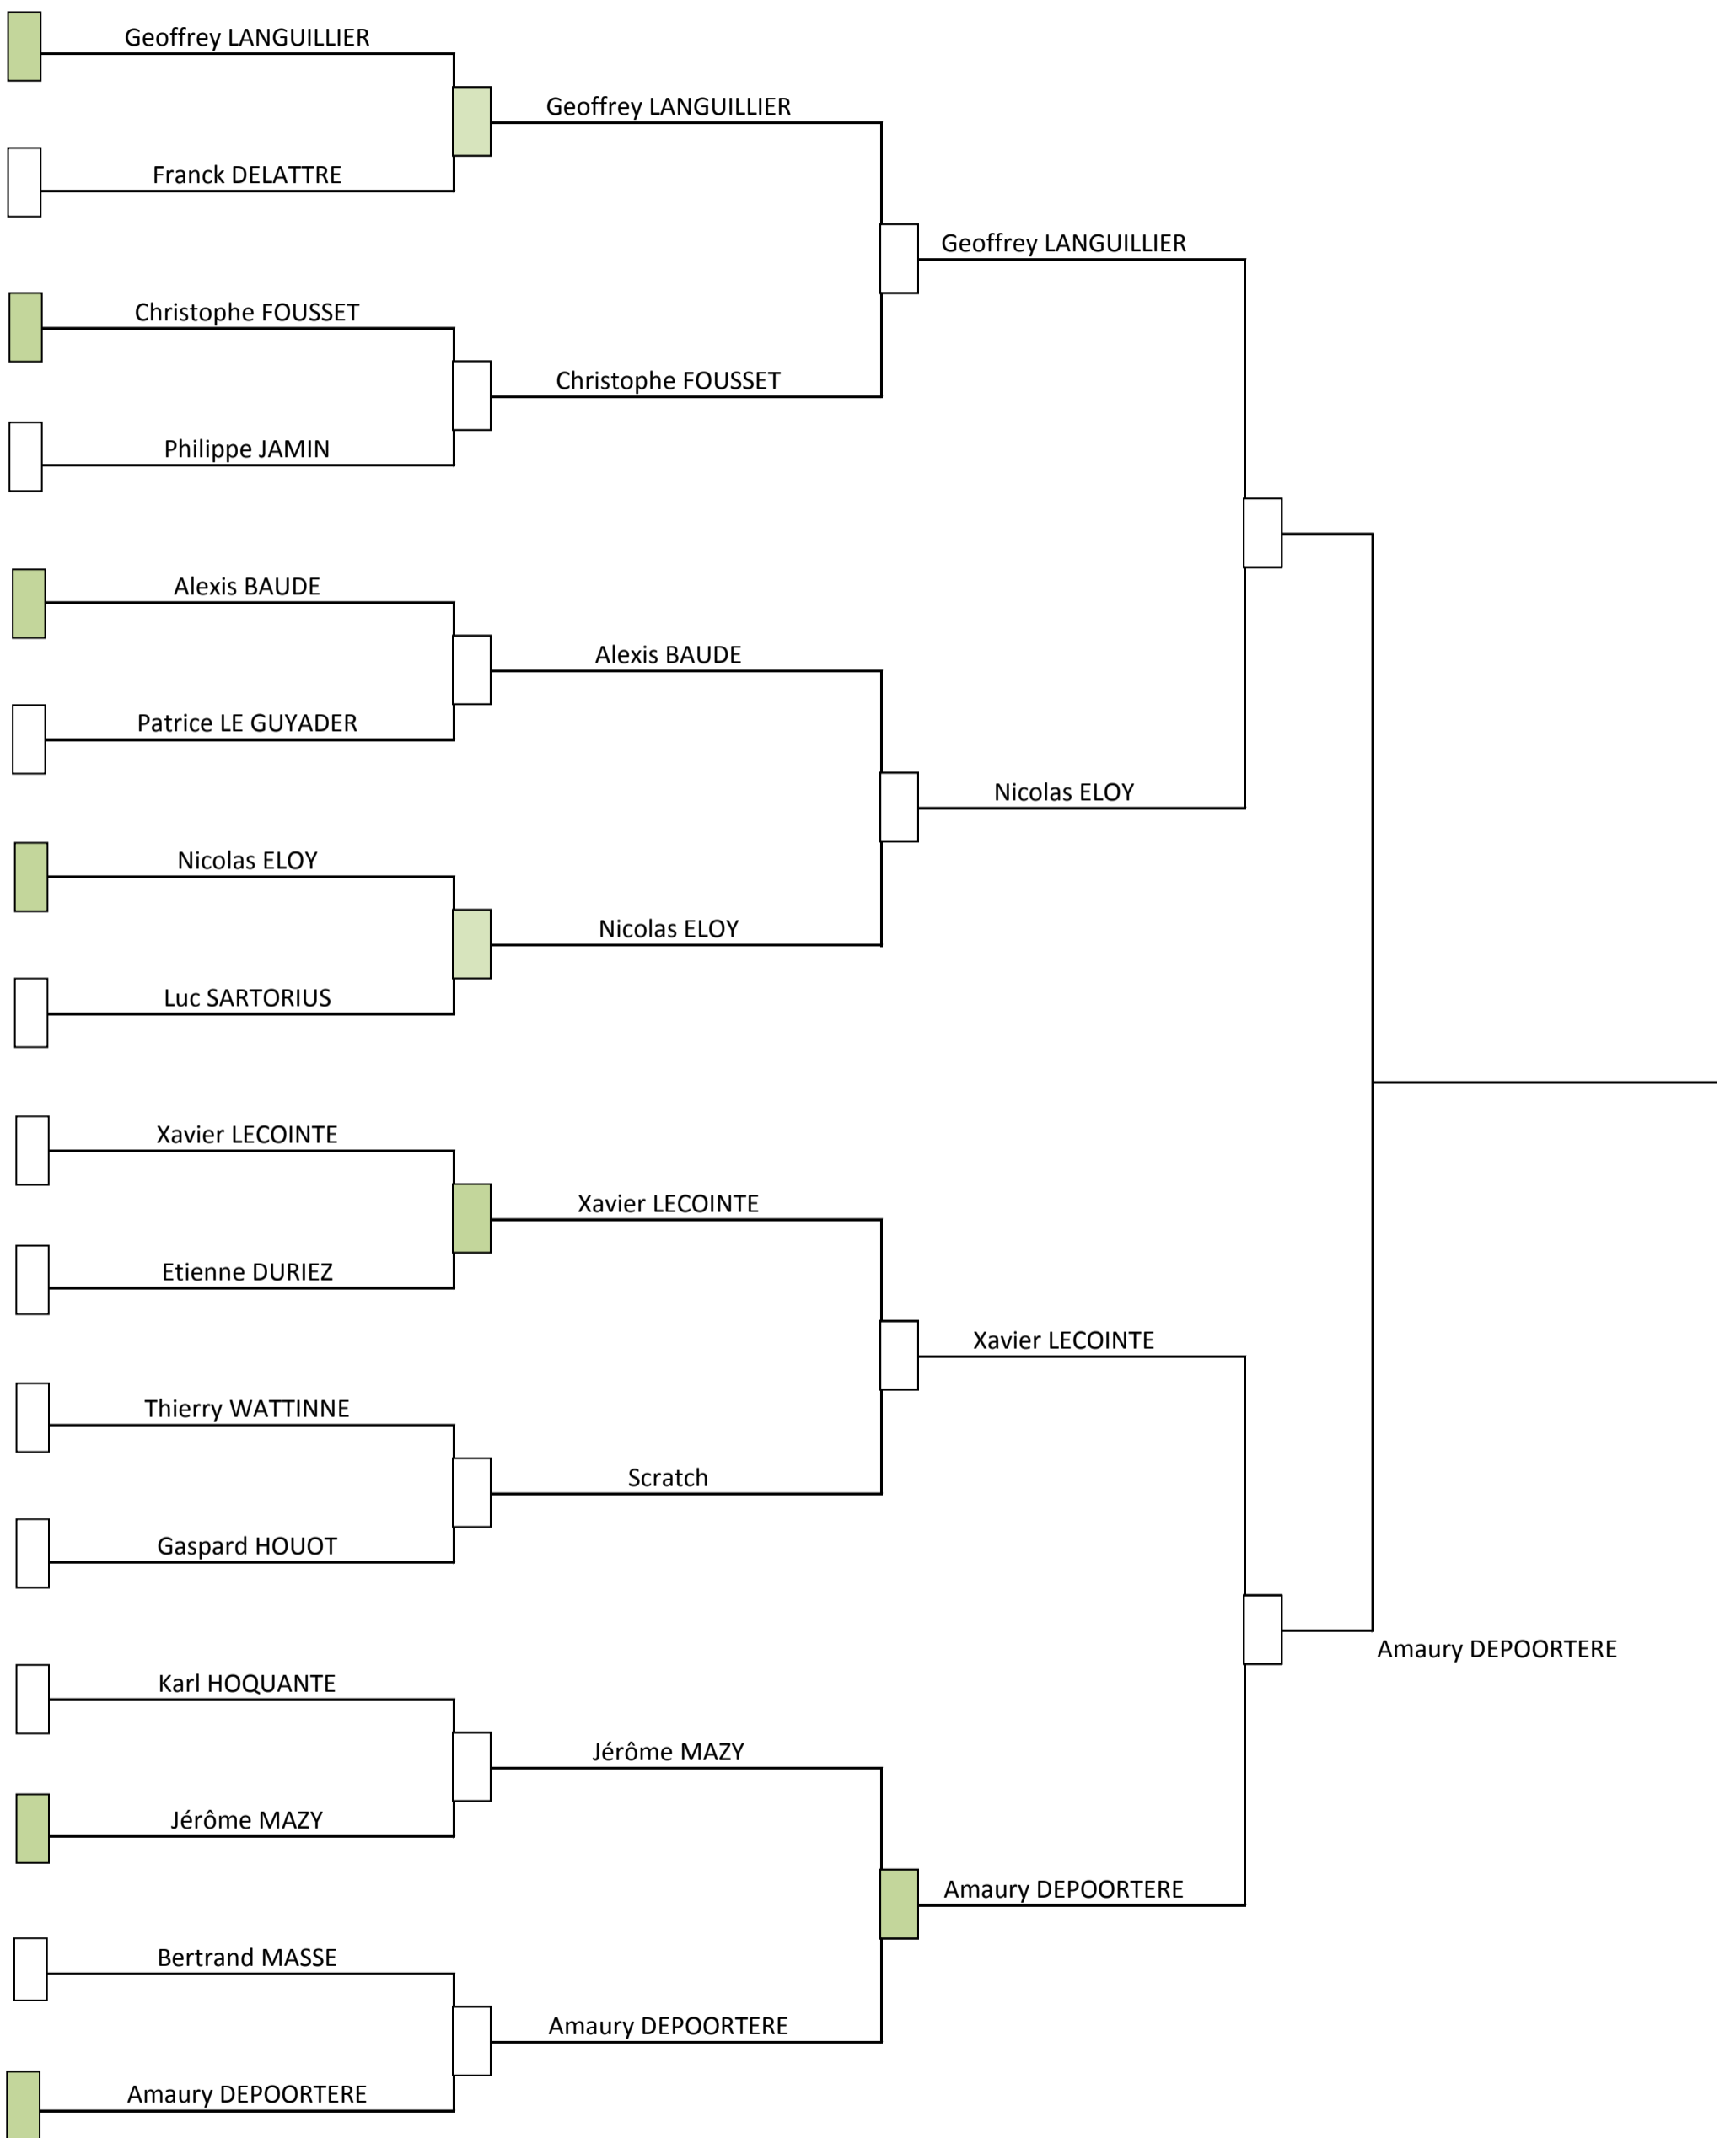 Geoffrey LANGUILLIER
Geoffrey LANGUILLIER
Franck DELATTRE
Geoffrey LANGUILLIER
Christophe FOUSSET
Christophe FOUSSET
Philippe JAMIN
Alexis BAUDE
Alexis BAUDE
Patrice LE GUYADER
Nicolas ELOY
Nicolas ELOY
Nicolas ELOY
Luc SARTORIUS
Xavier LECOINTE
Xavier LECOINTE
Etienne DURIEZ
Xavier LECOINTE
Thierry WATTINNE
Scratch
Gaspard HOUOT
Amaury DEPOORTERE
Karl HOQUANTE
Jérôme MAZY
Jérôme MAZY
Amaury DEPOORTERE
Bertrand MASSE
Amaury DEPOORTERE
Amaury DEPOORTERE